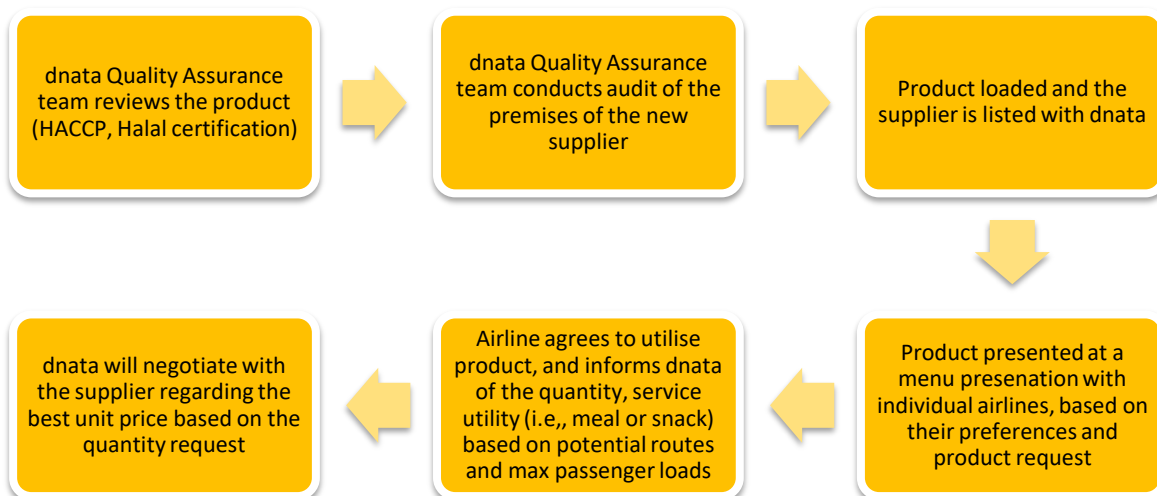 dnata Quality Assurance
team reviews the product
(HACCP, Halal certification)
dnata Quality Assurance
team conducts audit of the
premises of the new
supplier
Product loaded and the
supplier is listed with dnata
Product presented at a
menu presenation with
individual airlines, based on
their preferences and
product request
Airline agrees to utilise
product, and informs dnata
of the quantity, service
utility (i.e,, meal or snack)
based on potential routes
and max passenger loads
dnata will negotiate with
the supplier regarding the
best unit price based on the
quantity request